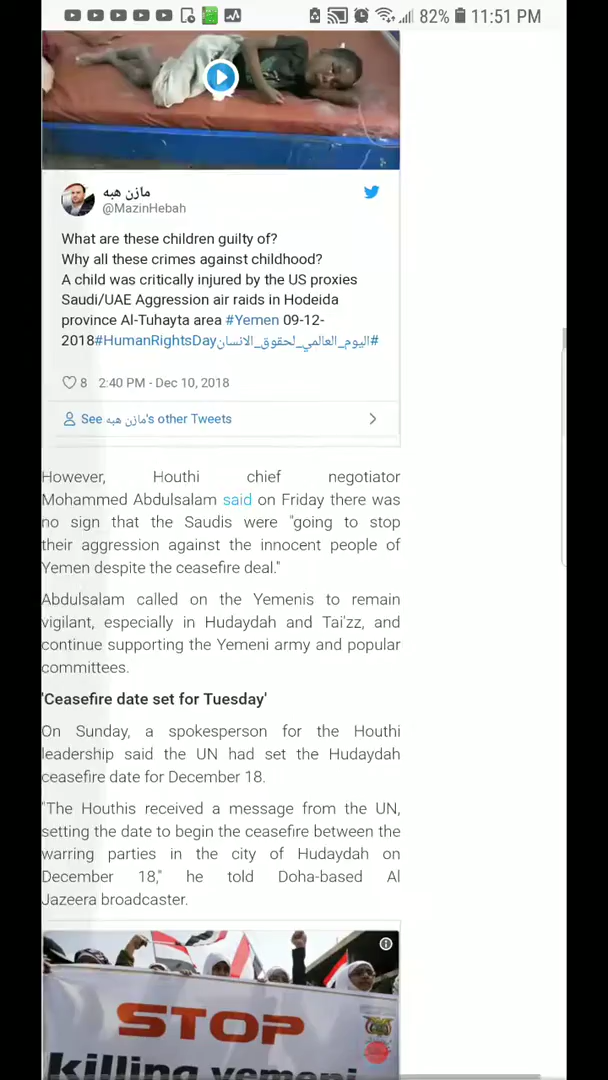 82% 11:51 PM
مازن هبه
@MazinHebah
What are these children guilty of?
Why all these crimes against childhood?
A child was critically injured by the US proxies
Saudi/UAE Aggression air raids in Hodeida
province Al-Tuhayta area #Yemen 09-12-
2018#HumanRightsDay#اليوم_العالمي_لحقوق_الانسان
8 2:40 PM - Dec 10, 2018
See مازن هبه's other Tweets
However, Houthi chief negotiator
Mohammed Abdulsalam said on Friday there was
no sign that the Saudis were "going to stop
their aggression against the innocent people of
Yemen despite the ceasefire deal."
Abdulsalam called on the Yemenis to remain
vigilant, especially in Hudaydah and Tai'zz, and
continue supporting the Yemeni army and popular
committees.
'Ceasefire date set for Tuesday'
On Sunday, a spokesperson for the Houthi
leadership said the UN had set the Hudaydah
ceasefire date for December 18.
"The Houthis received a message from the UN,
setting the date to begin the ceasefire between the
warring parties in the city of Hudaydah on
December 18," he told Doha-based Al
Jazeera broadcaster.
STOP
killing yemeni